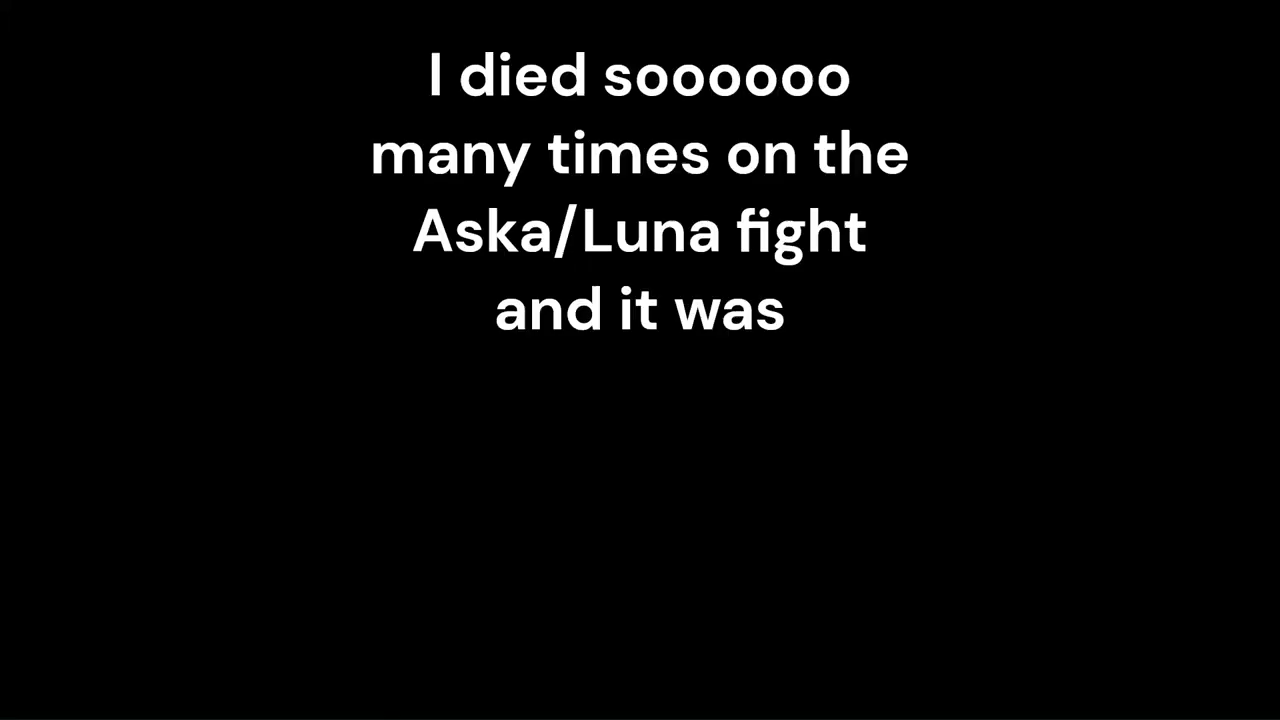 I died soooooo
many times on the
Aska/Luna fight
and it was